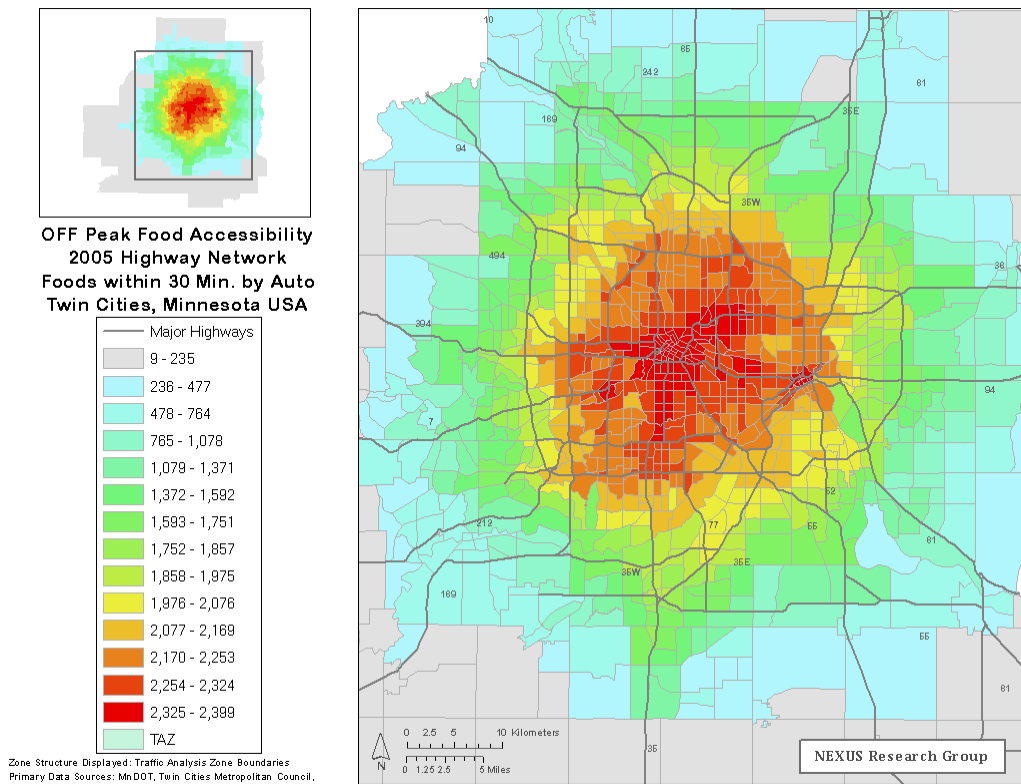 OFF Peak Food Accessibility
2005 Highway Network
Foods within 30 Min. by Auto
Twin Cities, Minnesota USA
Major Highways
9 - 235
236 - 477
478 - 764
765 - 1,078
1,079 - 1,371
1,372 - 1,592
1,593 - 1,751
1,752 - 1,857
1,858 - 1,975
1,976 - 2,076
2,077 - 2,169
2,170 - 2,253
2,254 - 2,324
2,325 - 2,399
TAZ
Zone Structure Displayed: Traffic Analysis Zone Boundaries
Primary Data Sources: MnDOT, Twin Cities Metropolitan Council,
10
65
242
61
169
35E
94
35W
494
36
394
94
7
52
212
77
55
61
35W
35E
169
55
61
35
0 2.5 5 10 Kilometers
0 1.25 2.5 5 Miles
N
NEXUS Research Group